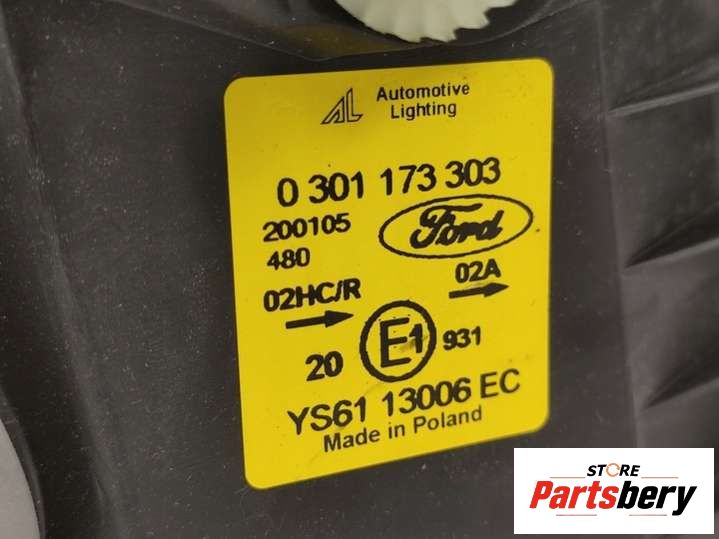 AL Automotive
Lighting
0 301 173 303
200105
480
Ford
02HC/R
02A
20
E1
931
YS61 13006 EC
Made in Poland
STORE
Partsbery